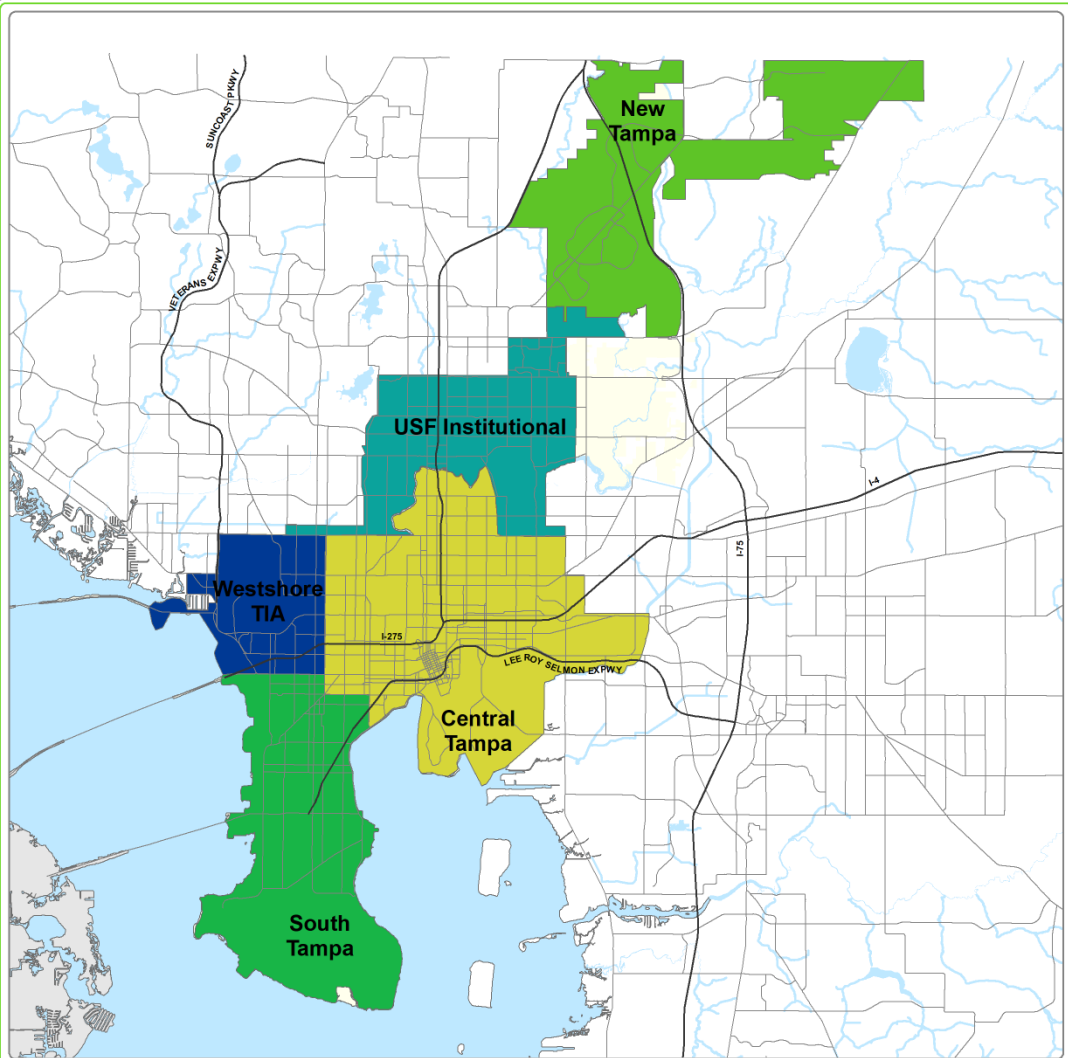 New
Tampa
SUNCOAST PKWY
VETERANS EXPWY
USF Institutional
I-4
I-75
Westshore
TIA
I-275
LEE ROY SELMON EXPWY
Central
Tampa
South
Tampa